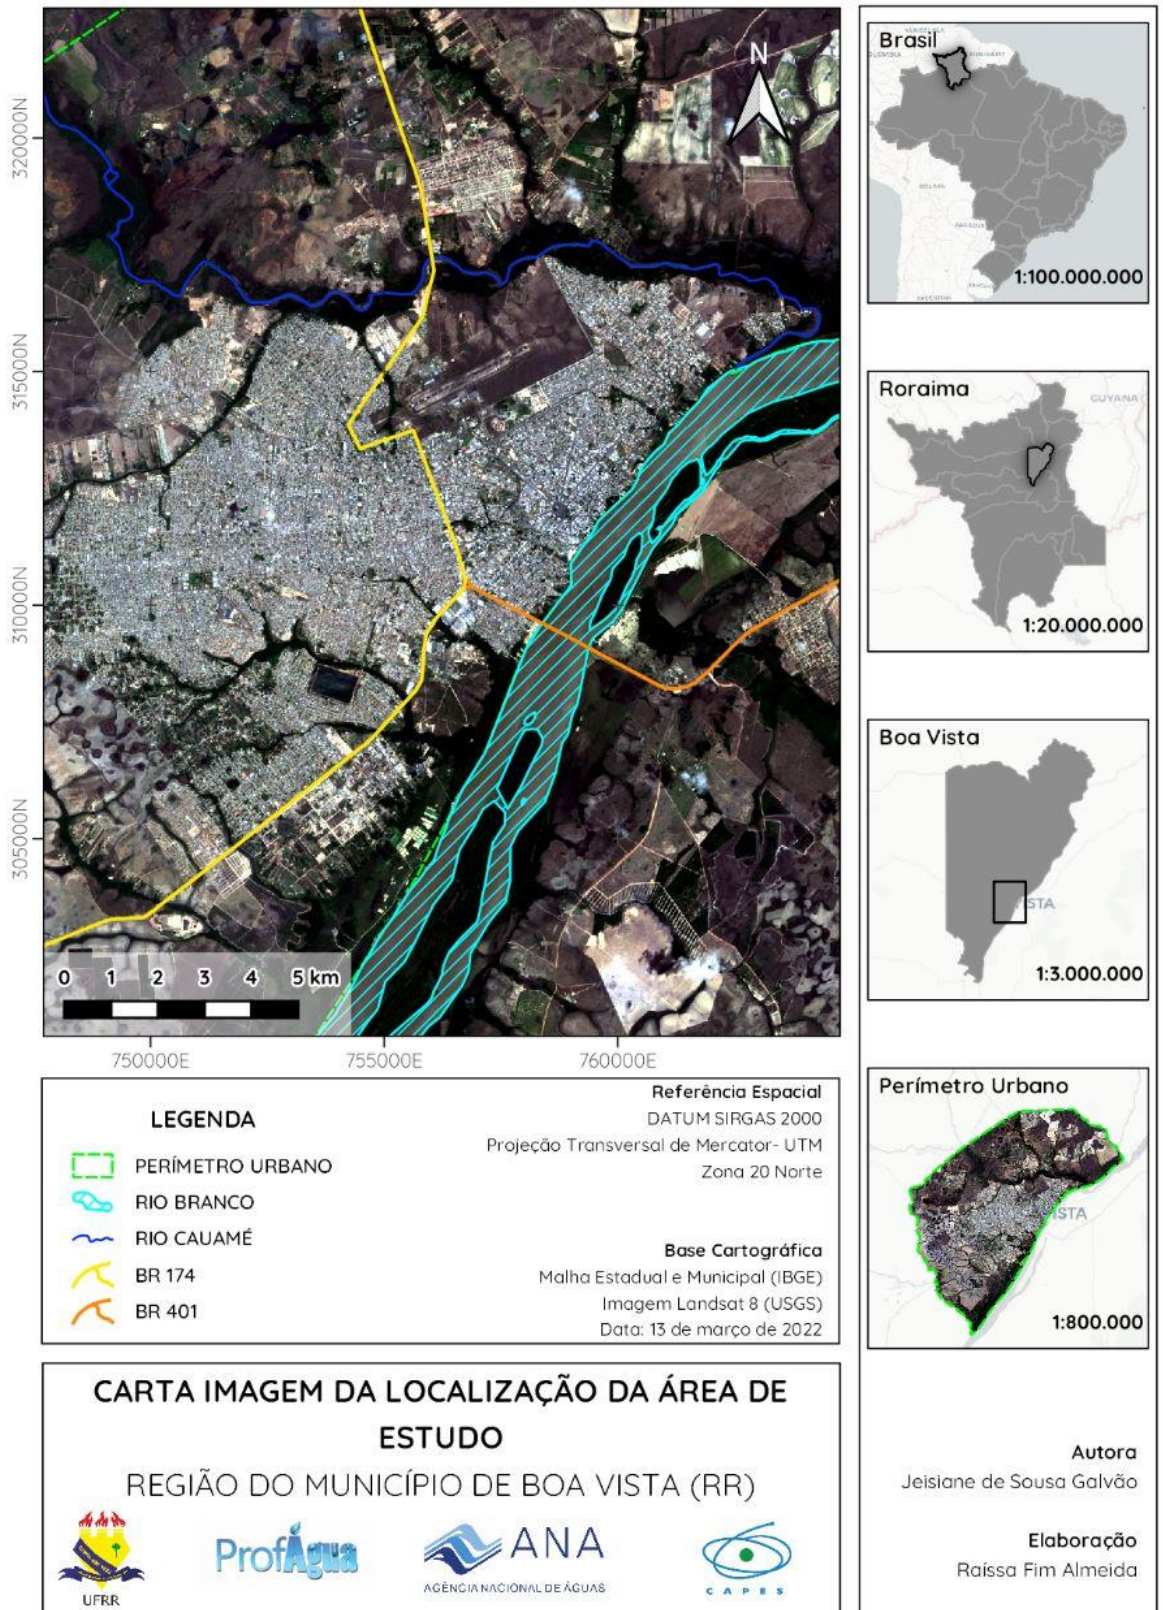 N
320000N
315000N
310000N
305000N
0 1 2 3 4 5 km
750000E 755000E 760000E
Brasil
COLOMBIA
BOLIVIA
1:100.000.000
Roraima
GUYANA
1:20.000.000
Boa Vista
ISTA
1:3.000.000
Perímetro Urbano
ISTA
1:800.000
LEGENDA
PERÍMETRO URBANO
RIO BRANCO
RIO CAUAMÉ
BR 174
BR 401
Referência Espacial
DATUM SIRGAS 2000
Projeção Transversal de Mercator- UTM
Zona 20 Norte
Base Cartográfica
Malha Estadual e Municipal (IBGE)
Imagem Landsat 8 (USGS)
Data: 13 de março de 2022
CARTA IMAGEM DA LOCALIZAÇÃO DA ÁREA DE
ESTUDO
REGIÃO DO MUNICÍPIO DE BOA VISTA (RR)
UFRR
ProfÁgua
ANA
AGÊNCIA NACIONAL DE ÁGUAS
CAPES
Autora
Jeisiane de Sousa Galvão
Elaboração
Raíssa Fim Almeida